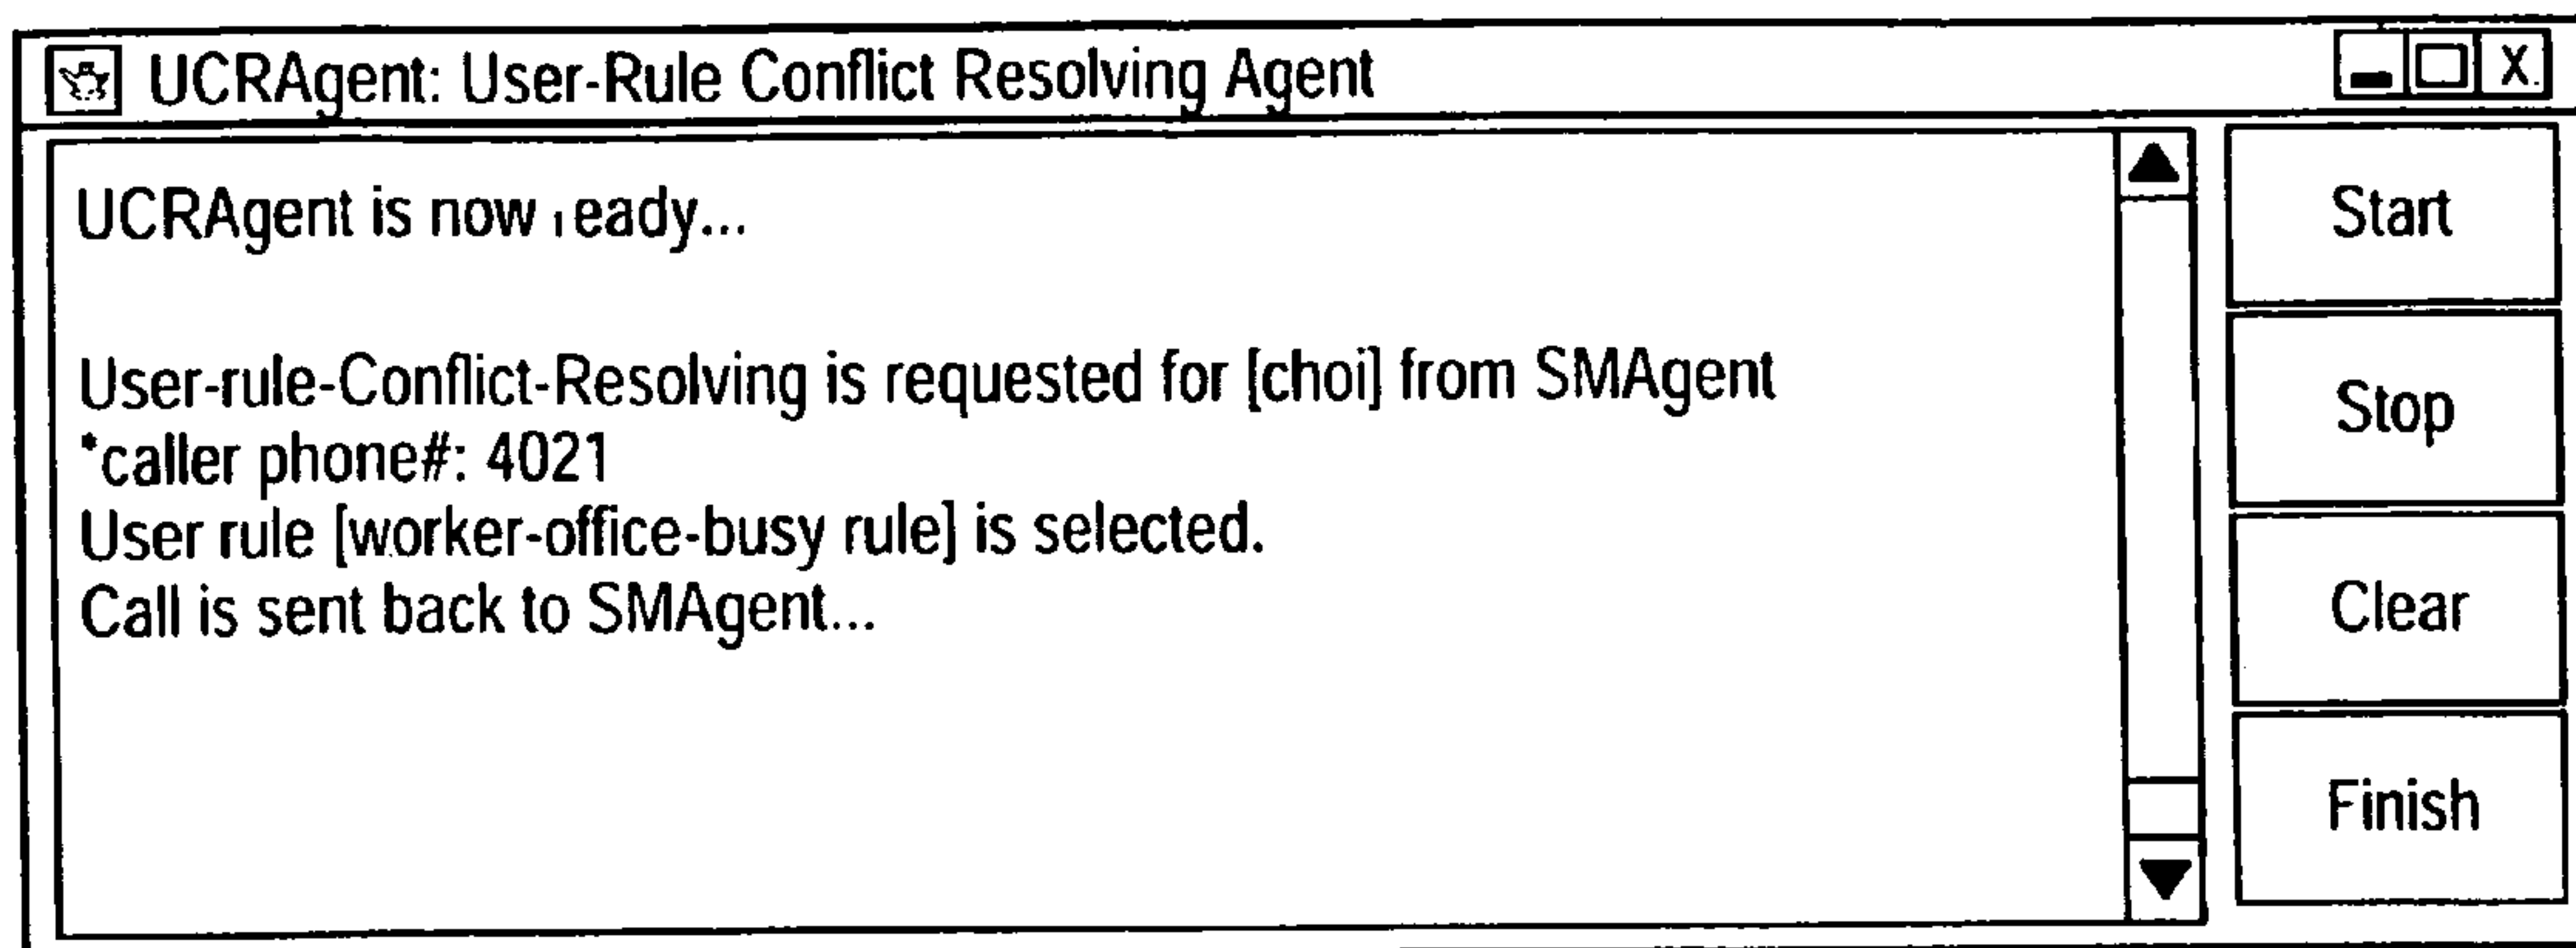 UCRAgent: User-Rule Conflict Resolving Agent
X
UCRAgent is now ready...
User-rule-Conflict-Resolving is requested for [choi] from SMAgent
*caller phone#: 4021
User rule [worker-office-busy rule] is selected.
Call is sent back to SMAgent...
Start
Stop
Clear
Finish